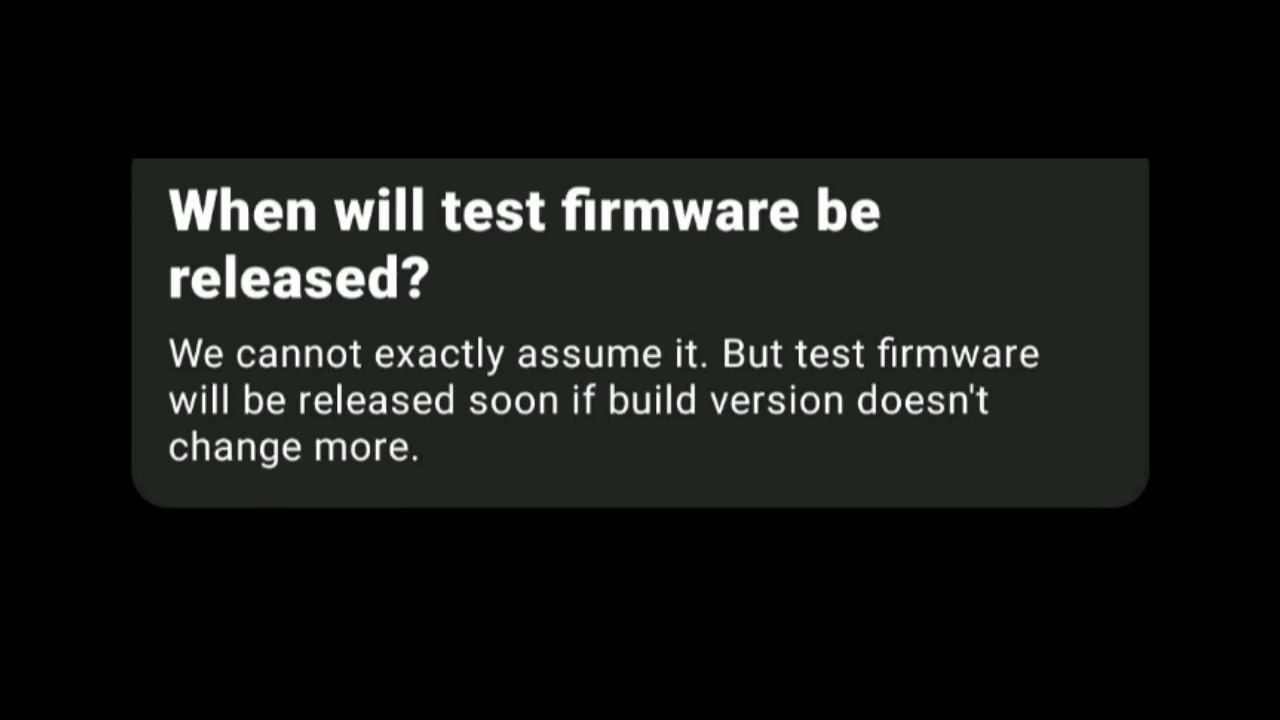 When will test firmware be
released?
We cannot exactly assume it. But test firmware
will be released soon if build version doesn't
change more.